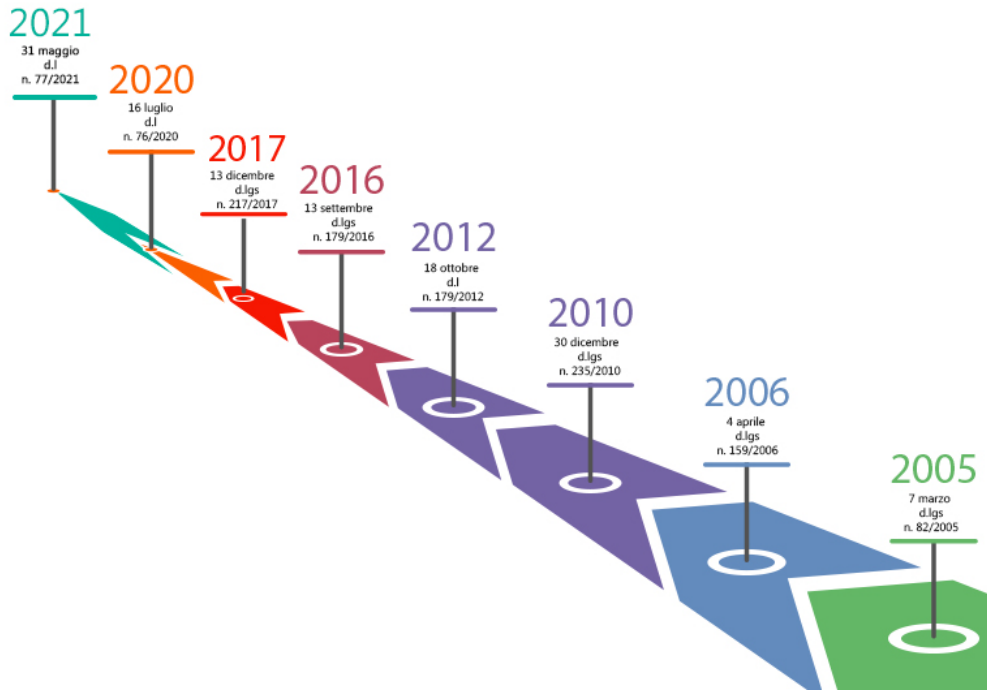 2021
31 maggio
d.l
n. 77/2021
2020
16 luglio
d.l
n. 76/2020
2017
13 dicembre
d.lgs
n. 217/2017
2016
13 settembre
d.lgs
n. 179/2016
2012
18 ottobre
d.l
n. 179/2012
2010
30 dicembre
d.lgs
n. 235/2010
2006
4 aprile
d.lgs
n. 159/2006
2005
7 marzo
d.lgs
n. 82/2005